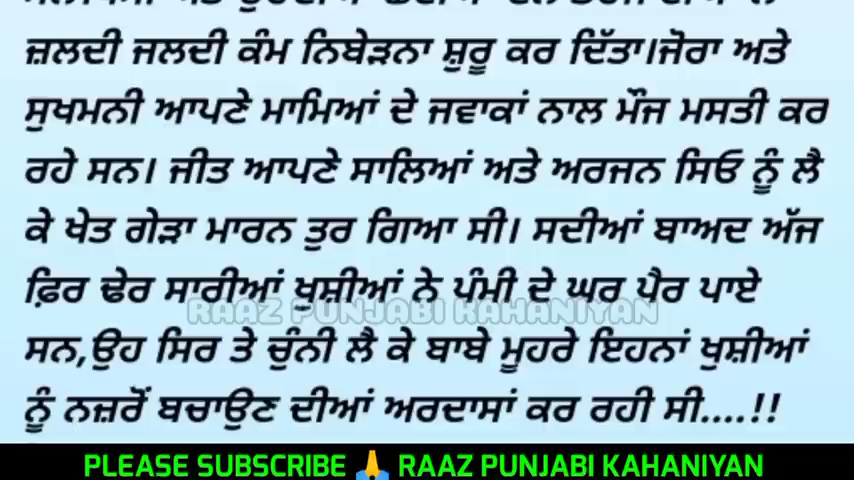 ਜ਼ਲਦੀ ਜਲਦੀ ਕੰਮ ਨਿਬੇੜਨਾ ਸ਼ੁਰੂ ਕਰ ਦਿੱਤਾ।ਜੋਰਾ ਅਤੇ
ਸੁਖਮਨੀ ਆਪਣੇ ਮਾਮਿਆਂ ਦੇ ਜਵਾਕਾਂ ਨਾਲ ਮੌਜ ਮਸਤੀ ਕਰ
ਰਹੇ ਸਨ। ਜੀਤ ਆਪਣੇ ਸਾਲਿਆਂ ਅਤੇ ਅਰਜਨ ਸਿਓ ਨੂੰ ਲੈ
ਕੇ ਖੇਤ ਗੇੜਾ ਮਾਰਨ ਤੁਰ ਗਿਆ ਸੀ। ਸਦੀਆਂ ਬਾਅਦ ਅੱਜ
ਫ਼ਿਰ ਢੇਰ ਸਾਰੀਆਂ ਖੁਸ਼ੀਆਂ ਨੇ ਪੰਮੀ ਦੇ ਘਰ ਪੈਰ ਪਾਏ
RAAZ PUNJABI KAHANIYAN
ਸਨ,ਉਹ ਸਿਰ ਤੇ ਚੁੰਨੀ ਲੈ ਕੇ ਬਾਬੇ ਮੂਹਰੇ ਇਹਨਾਂ ਖੁਸ਼ੀਆਂ
ਨੂੰ ਨਜ਼ਰੋਂ ਬਚਾਉਣ ਦੀਆਂ ਅਰਦਾਸਾਂ ਕਰ ਰਹੀ ਸੀ....!!
PLEASE SUBSCRIBE 🙏 RAAZ PUNJABI KAHANIYAN